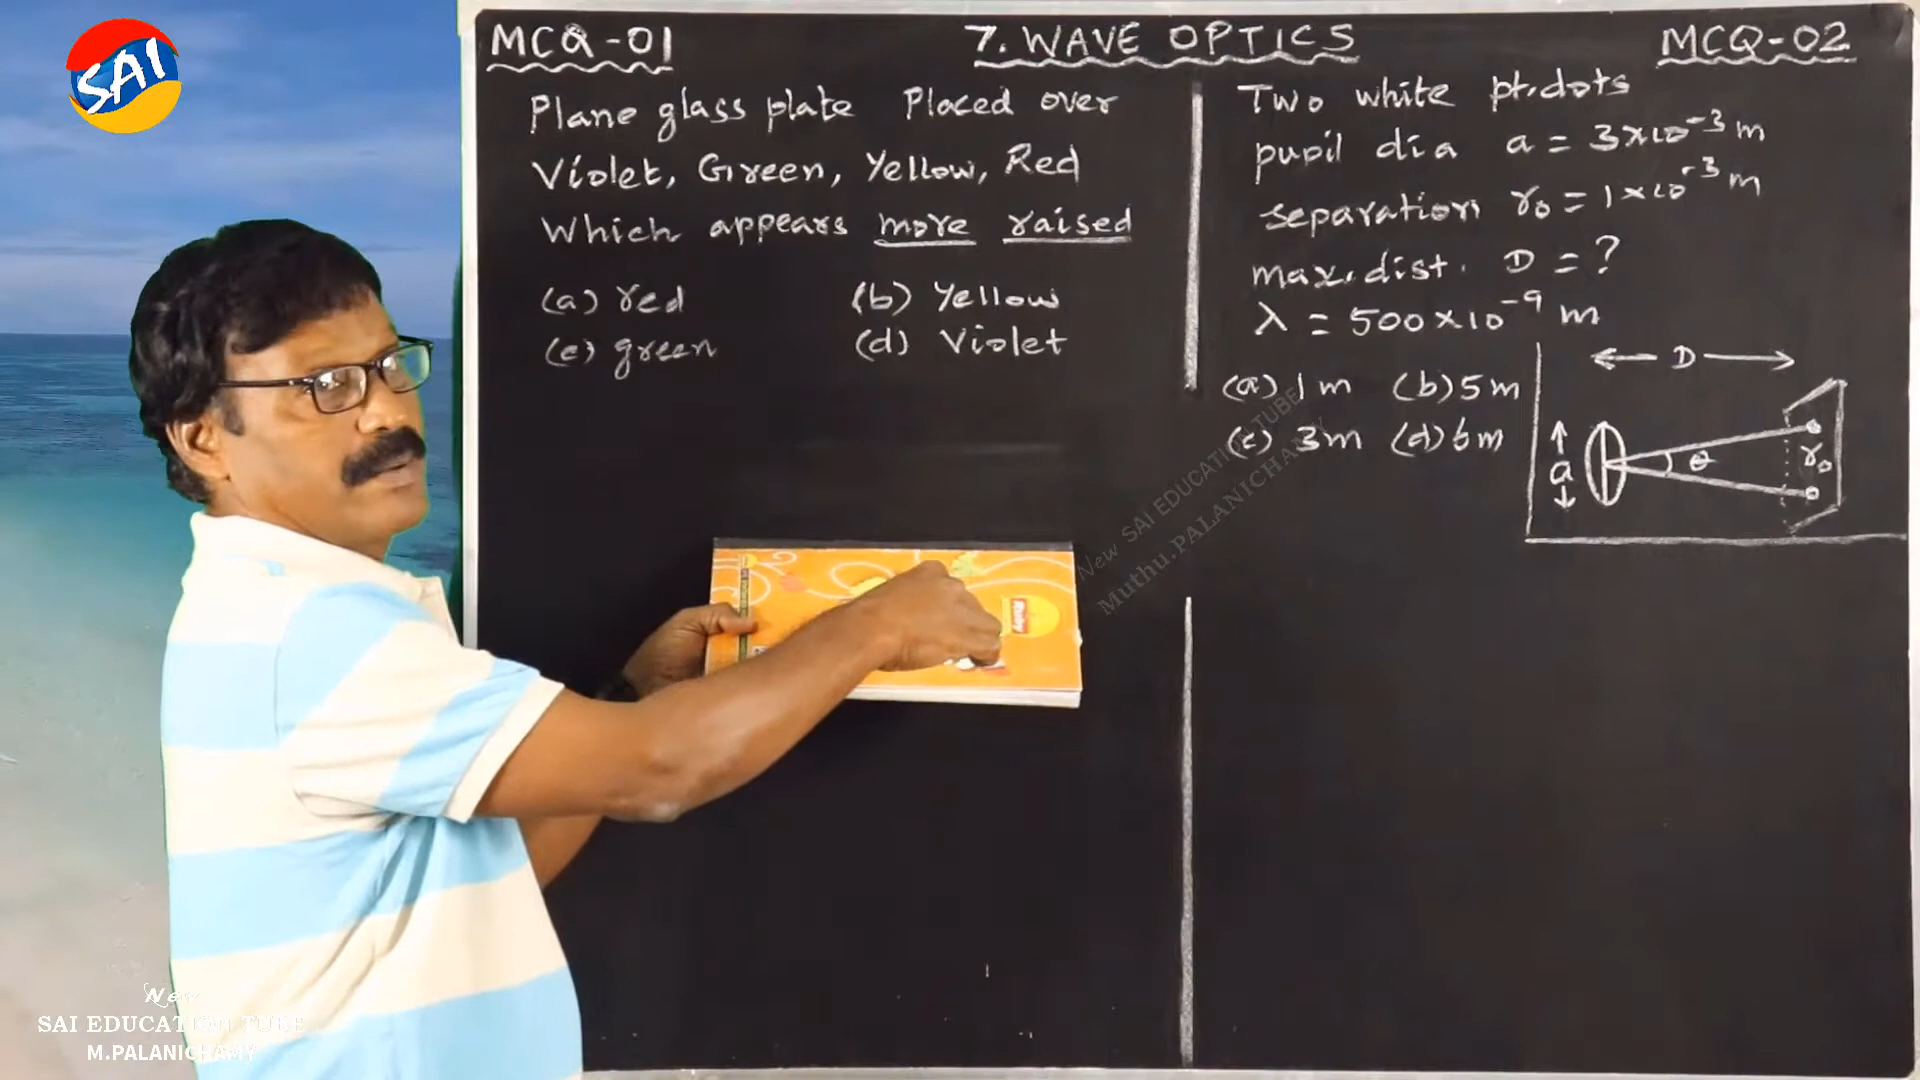 SAI
MCQ-01
7. WAVE OPTICS
MCQ-02
Plane glass plate Placed over
Violet, Green, Yellow, Red
Which appears more raised
(a) red (b) Yellow
(c) green (d) Violet
Two white pt. dots
pupil dia a = 3×10⁻³ m
separation r₀ = 1×10⁻³ m
max. dist. D = ?
λ = 500×10⁻⁹ m
(a) 1 m (b) 5 m
(c) 3 m (d) 6 m
D
a
θ
r₀
New SAI EDUCATION TUBE
Muthu.PALANICHAMY
Ruby
New
SAI EDUCATION TUBE
M.PALANICHAMY